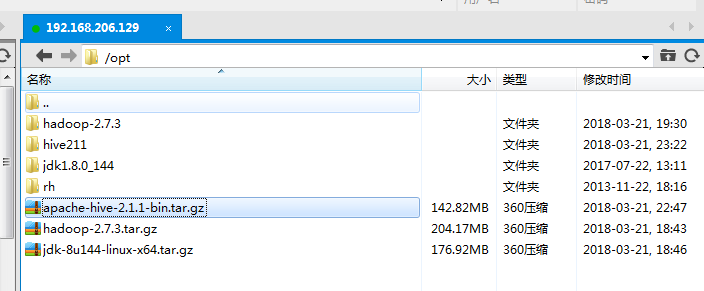 用户名 密码
192.168.206.129 ×
/opt
名称 大小 类型 修改时间
..
hadoop-2.7.3 文件夹 2018-03-21, 19:30
hive211 文件夹 2018-03-21, 23:22
jdk1.8.0_144 文件夹 2017-07-22, 13:11
rh 文件夹 2013-11-22, 18:16
apache-hive-2.1.1-bin.tar.gz 142.82MB 360压缩 2018-03-21, 22:47
hadoop-2.7.3.tar.gz 204.17MB 360压缩 2018-03-21, 18:43
jdk-8u144-linux-x64.tar.gz 176.92MB 360压缩 2018-03-21, 18:46